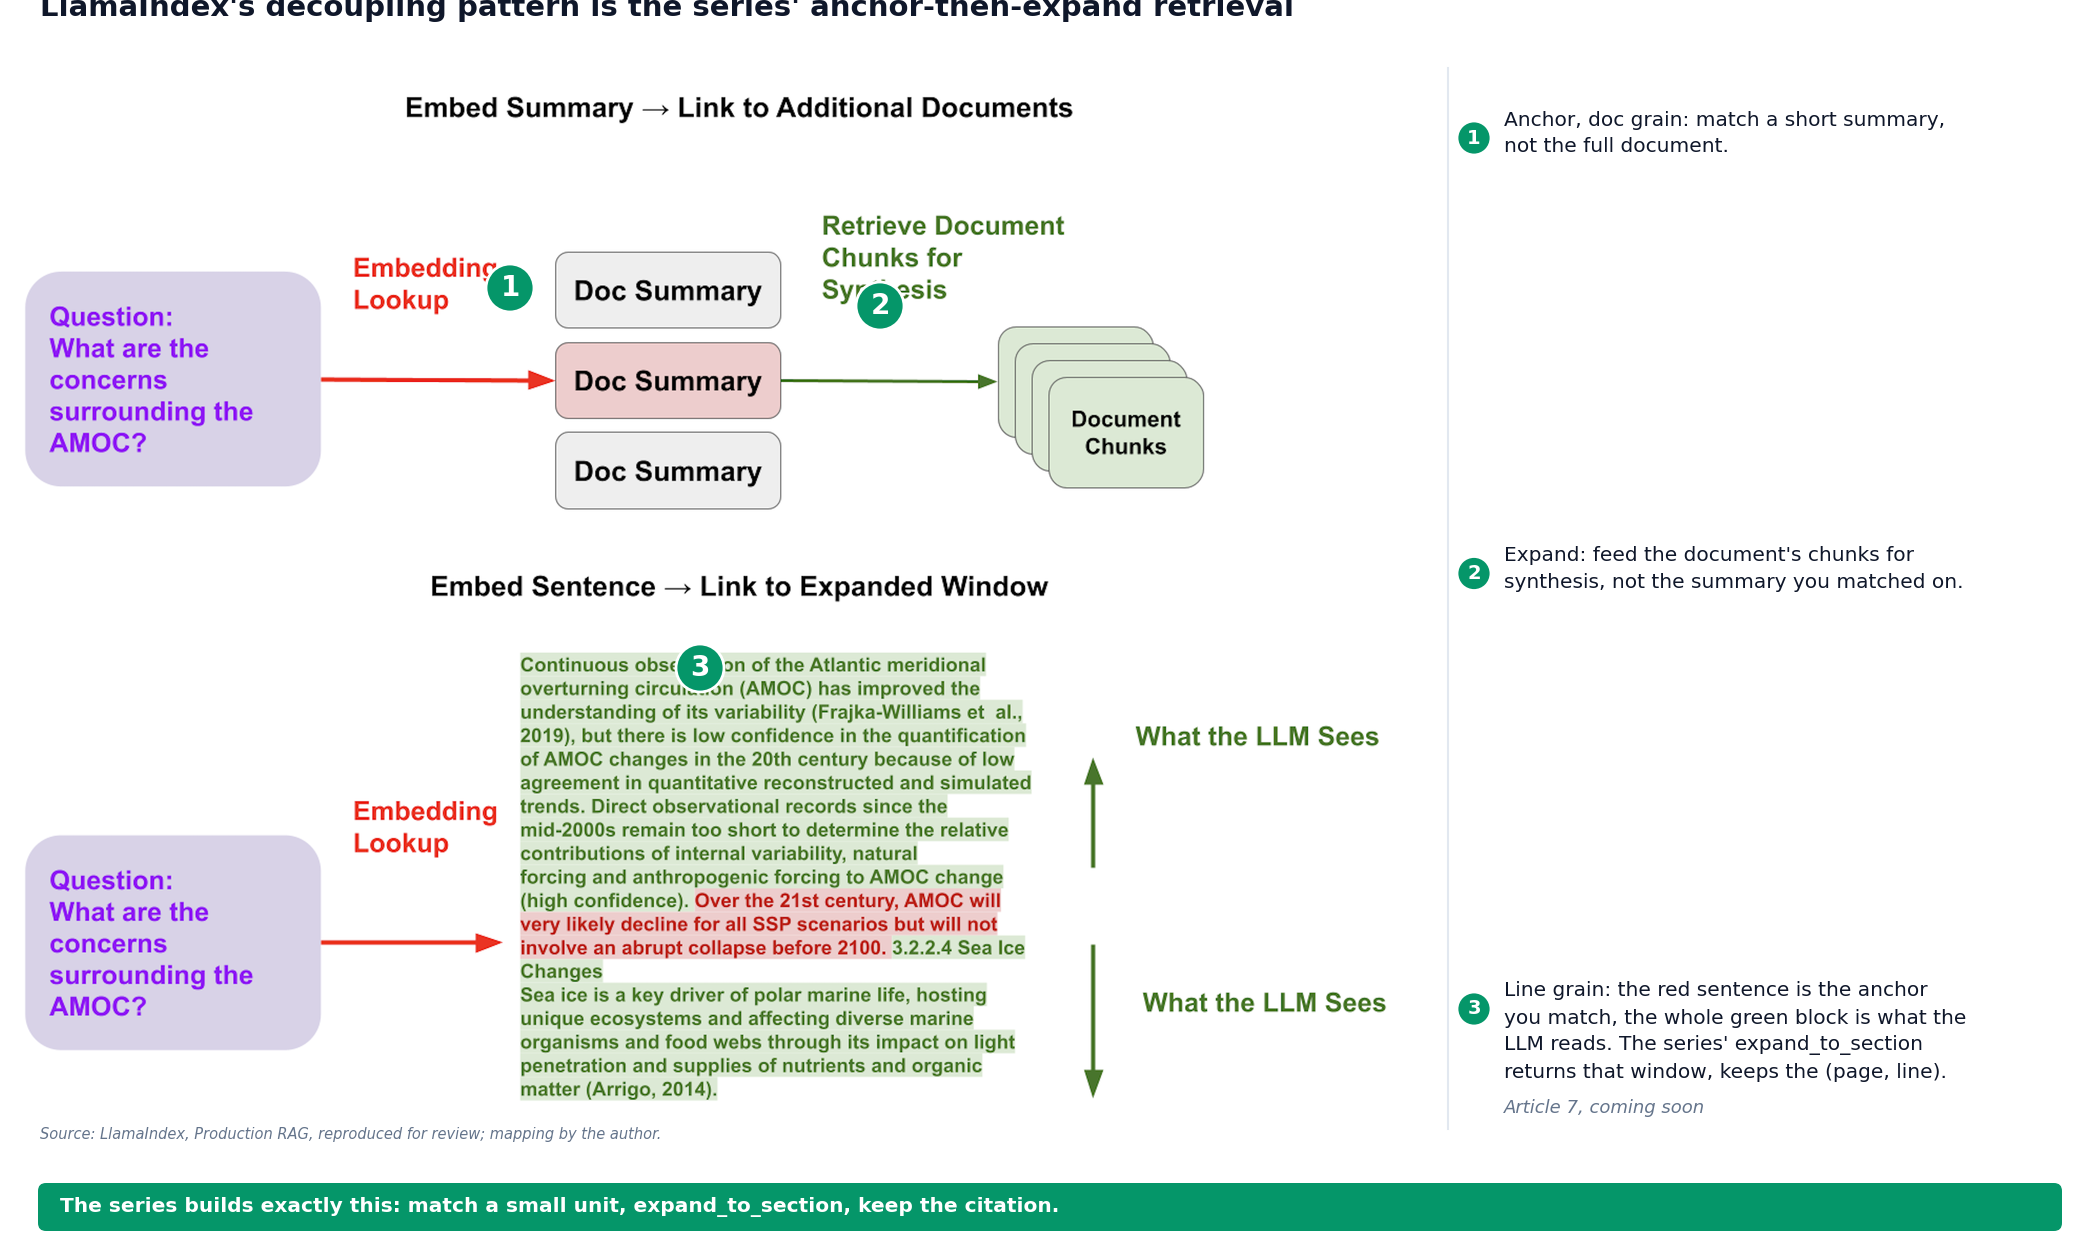 LlamaIndex's decoupling pattern is the series' anchor-then-expand retrieval
Embed Summary → Link to Additional Documents
Embedding
Lookup
1
Question:
What are the
concerns
surrounding the
AMOC?
Doc Summary
Doc Summary
Doc Summary
Retrieve Document
Chunks for
Synthesis
2
Document
Chunks
Embed Sentence → Link to Expanded Window
Embedding
Lookup
Question:
What are the
concerns
surrounding the
AMOC?
3
Continuous observation of the Atlantic meridional
overturning circulation (AMOC) has improved the
understanding of its variability (Frajka-Williams et  al.,
2019), but there is low confidence in the quantification
of AMOC changes in the 20th century because of low
agreement in quantitative reconstructed and simulated
trends. Direct observational records since the
mid-2000s remain too short to determine the relative
contributions of internal variability, natural
forcing and anthropogenic forcing to AMOC change
(high confidence). Over the 21st century, AMOC will
very likely decline for all SSP scenarios but will not
involve an abrupt collapse before 2100. 3.2.2.4 Sea Ice
Changes
Sea ice is a key driver of polar marine life, hosting
unique ecosystems and affecting diverse marine
organisms and food webs through its impact on light
penetration and supplies of nutrients and organic
matter (Arrigo, 2014).
What the LLM Sees
What the LLM Sees
1
Anchor, doc grain: match a short summary,
not the full document.
2
Expand: feed the document's chunks for
synthesis, not the summary you matched on.
3
Line grain: the red sentence is the anchor
you match, the whole green block is what the
LLM reads. The series' expand_to_section
returns that window, keeps the (page, line).
Article 7, coming soon
Source: LlamaIndex, Production RAG, reproduced for review; mapping by the author.
The series builds exactly this: match a small unit, expand_to_section, keep the citation.